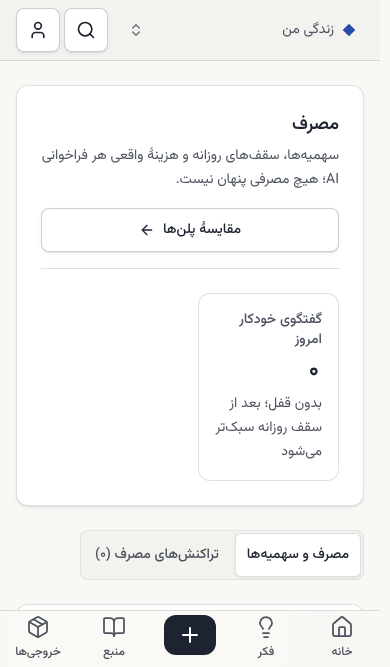 زندگی من
مصرف
سهمیه‌ها، سقف‌های روزانه و هزینهٔ واقعی هر فراخوانی
AI؛ هیچ مصرفی پنهان نیست.
مقایسهٔ پلن‌ها
گفتگوی خودکار
امروز
۰
بدون قفل؛ بعد از
سقف روزانه سبک‌تر
می‌شود
مصرف و سهمیه‌ها
تراکنش‌های مصرف (۰)
خانه
فکر
منبع
خروجی‌ها